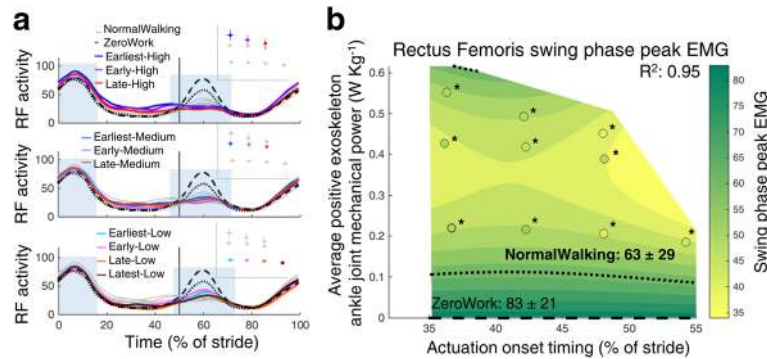 a
NormalWalking
ZeroWork
Earliest-High
Early-High
Late-High
RF activity
100
50
0
Earliest-Medium
Early-Medium
Late-Medium
RF activity
100
50
0
Earliest-Low
Early-Low
Late-Low
Latest-Low
RF activity
100
50
0
0 20 40 60 80 100
Time (% of stride)
b
Rectus Femoris swing phase peak EMG
R²: 0.95
Average positive exoskeleton
ankle joint mechanical power (W Kg⁻¹)
0.6
0.5
0.4
0.3
0.2
0.1
0
* * * * * * * * * * *
NormalWalking: 63 ± 29
ZeroWork: 83 ± 21
35 40 45 50 55
Actuation onset timing (% of stride)
80
75
70
65
60
55
50
45
40
35
Swing phase peak EMG